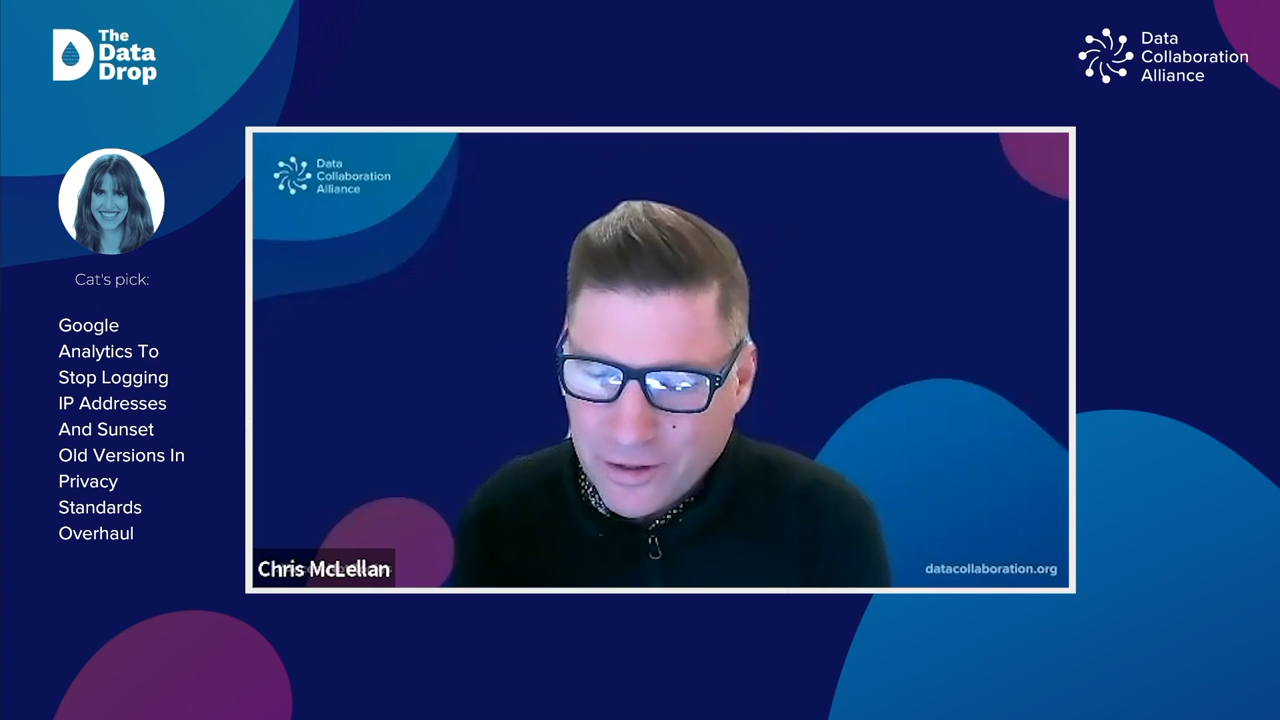 The
Data
Drop
Data
Collaboration
Alliance
Cat's pick:
Google
Analytics To
Stop Logging
IP Addresses
And Sunset
Old Versions In
Privacy
Standards
Overhaul
Data
Collaboration
Alliance
Chris McLellan
datacollaboration.org